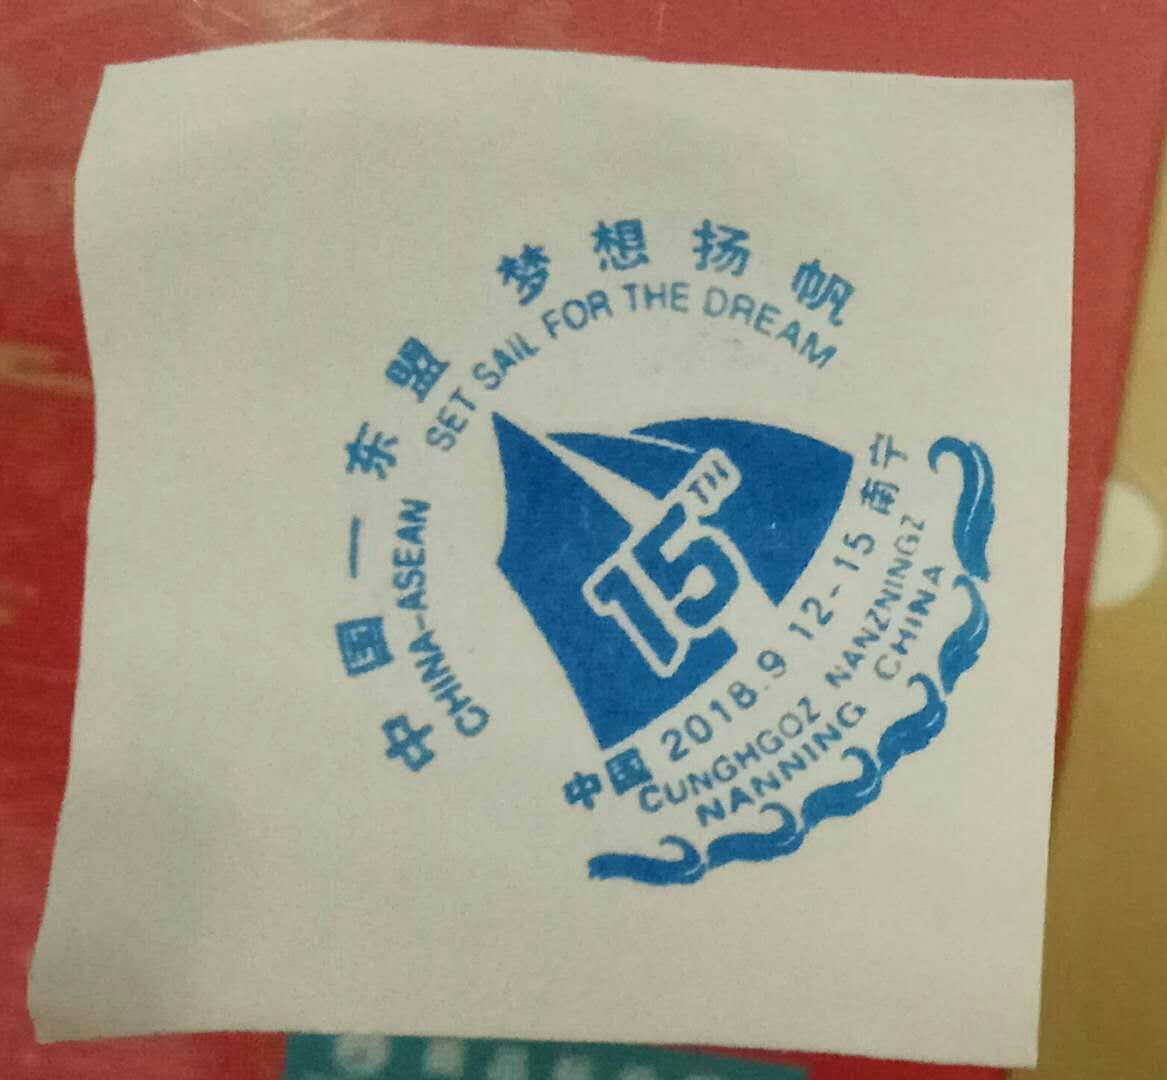 中国—东盟 梦想扬帆
CHINA-ASEAN SET SAIL FOR THE DREAM
15TH
中国 2018.9 12-15 南宁
CUNGHGOZ NANZNINGZ
NANNING CHINA